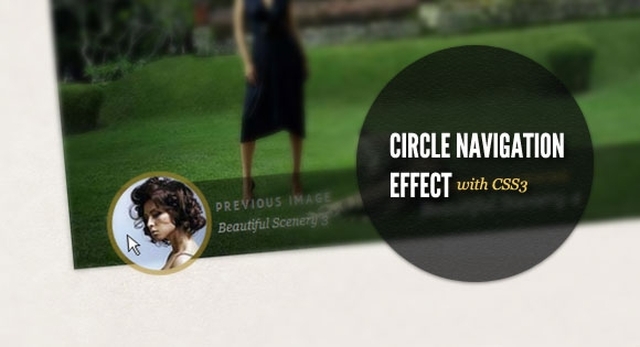 CIRCLE NAVIGATION
EFFECT with CSS3
PREVIOUS IMAGE
Beautiful Scenery 3